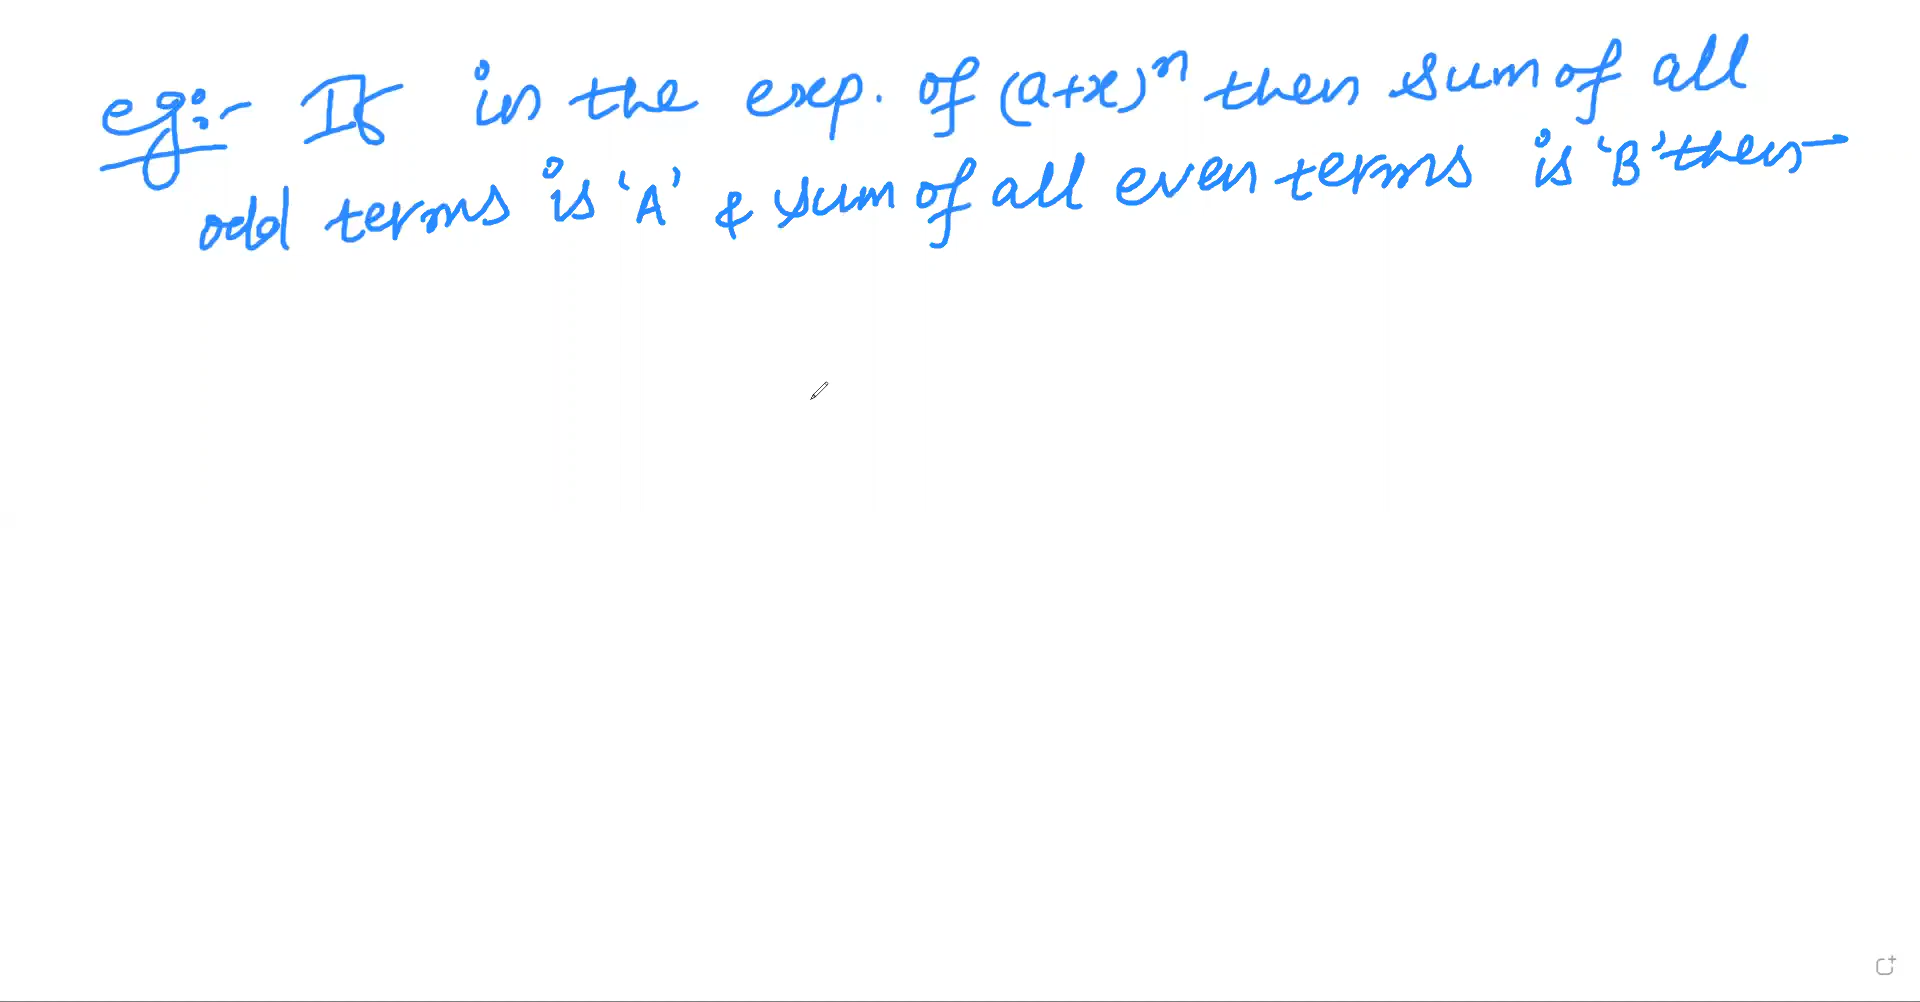 eg:- If in the exp. of (a+x)^n then sum of all
odd terms is 'A' & sum of all even terms is 'B' then